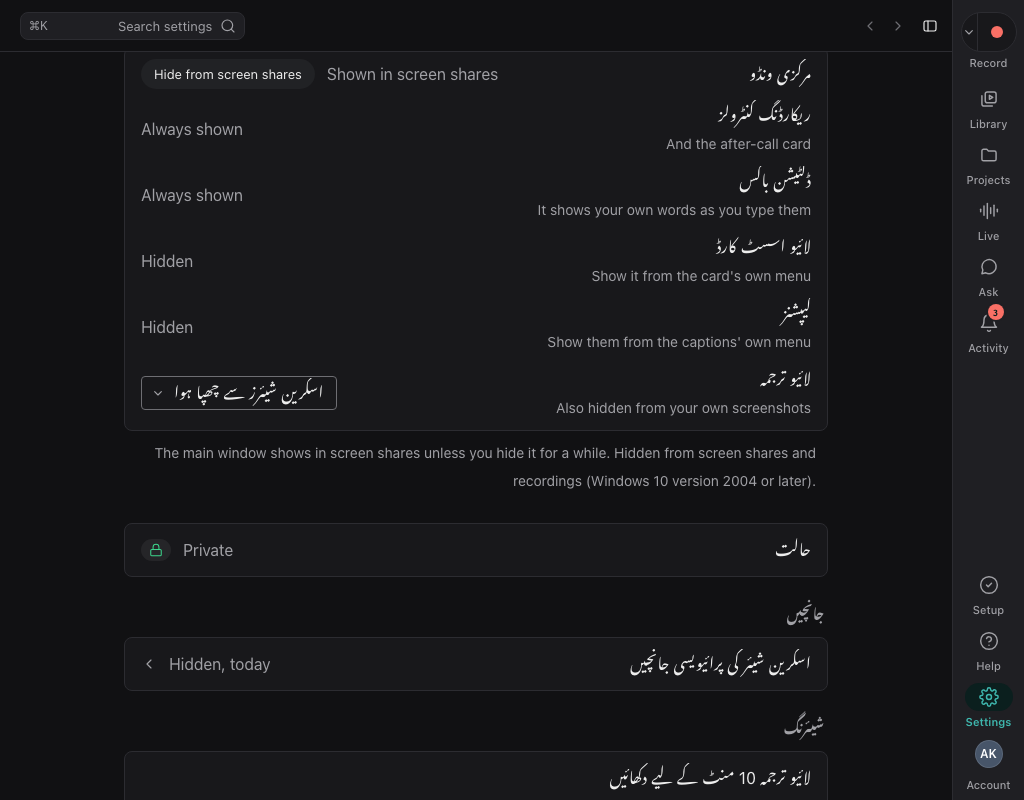 ⌘K
Search settings
مرکزی ونڈو
Shown in screen shares
Hide from screen shares
ریکارڈنگ کنٹرولز
And the after-call card
Always shown
ڈکٹیشن باکس
It shows your own words as you type them
Always shown
لائیو اسسٹ کارڈ
Show it from the card's own menu
Hidden
کیپشنز
Show them from the captions' own menu
Hidden
لائیو ترجمہ
Also hidden from your own screenshots
اسکرین شیئرز سے چھپا ہوا
The main window shows in screen shares unless you hide it for a while. Hidden from screen shares and
recordings (Windows 10 version 2004 or later).
حالت
Private
جانچیں
اسکرین شیئر کی پرائیویسی جانچیں
Hidden, today
شیئرنگ
لائیو ترجمہ 10 منٹ کے لیے دکھائیں
Record
Library
Projects
Live
Ask
3
Activity
Setup
Help
Settings
AK
Account